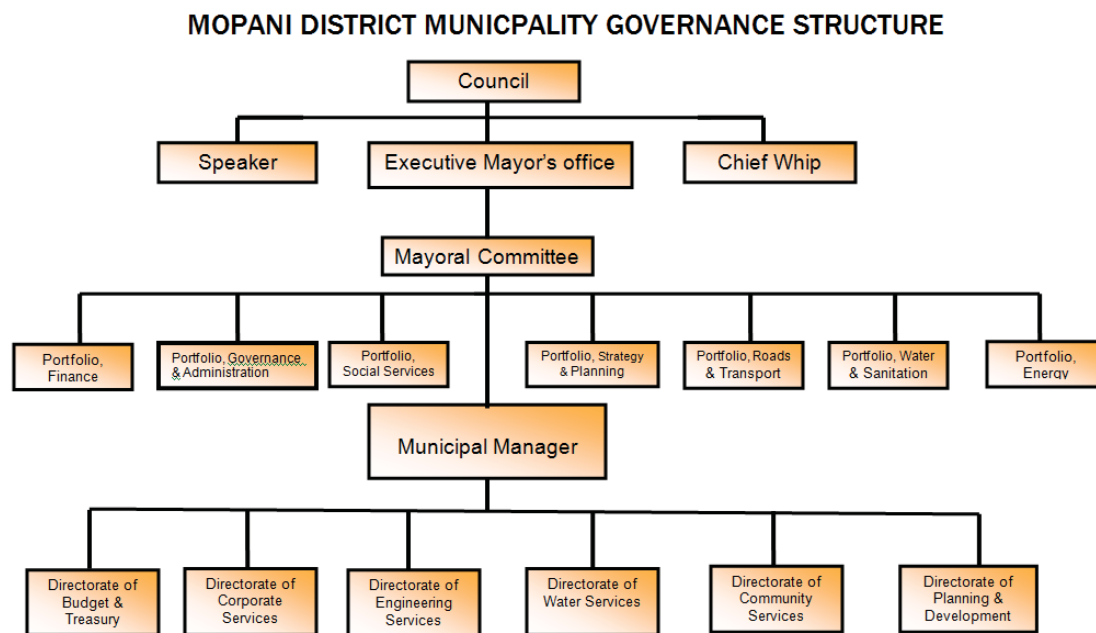 MOPANI DISTRICT MUNICPALITY GOVERNANCE STRUCTURE
Council
Speaker
Executive Mayor's office
Chief Whip
Mayoral Committee
Portfolio,
Finance
Portfolio, Governance
& Administration
Portfolio,
Social Services
Portfolio, Strategy
& Planning
Portfolio, Roads
& Transport
Portfolio, Water
& Sanitation
Portfolio,
Energy
Municipal Manager
Directorate of
Budget &
Treasury
Directorate of
Corporate
Services
Directorate of
Engineering
Services
Directorate of
Water Services
Directorate of
Community
Services
Directorate of
Planning &
Development